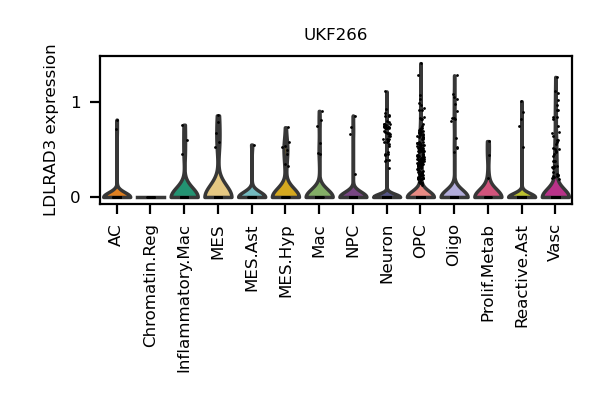 UKF266
LDLRAD3 expression
1
0
AC
Chromatin.Reg
Inflammatory.Mac
MES
MES.Ast
MES.Hyp
Mac
NPC
Neuron
OPC
Oligo
Prolif.Metab
Reactive.Ast
Vasc